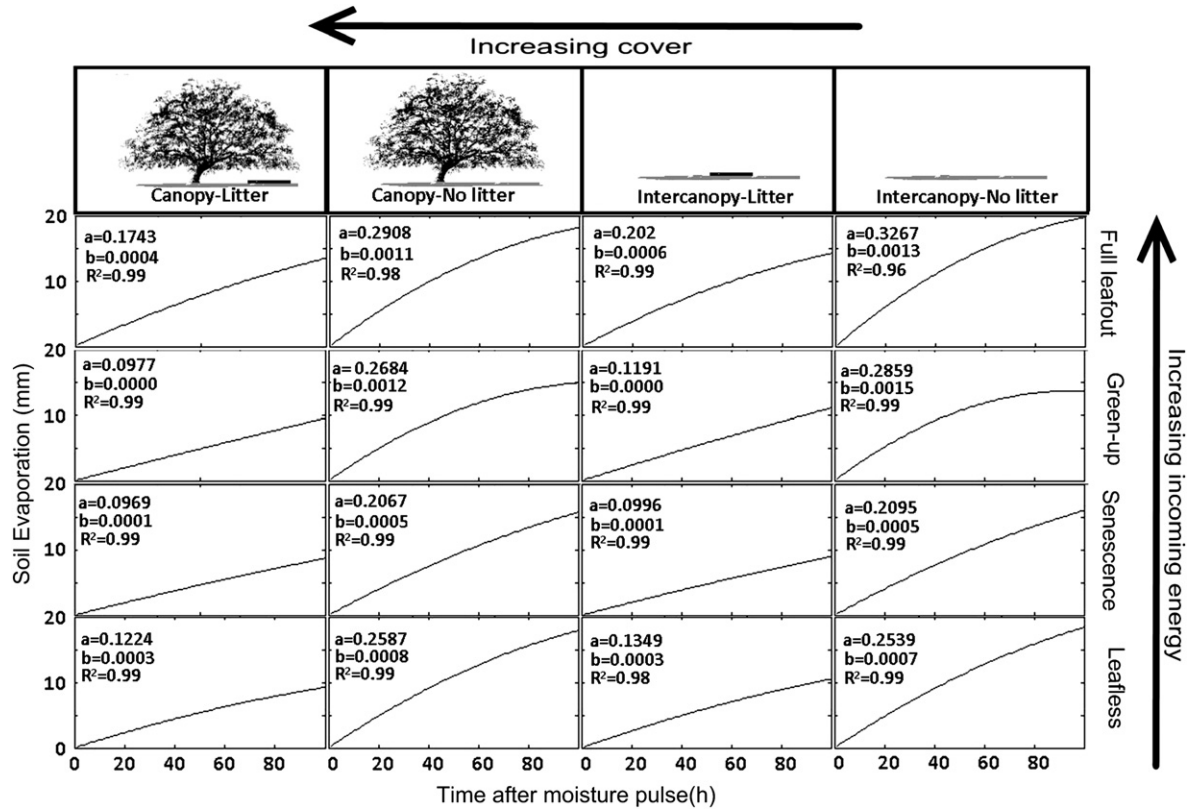 Increasing cover
Canopy-Litter
Canopy-No litter
Intercanopy-Litter
Intercanopy-No litter
20
10
a=0.1743
b=0.0004
R²=0.99
a=0.2908
b=0.0011
R²=0.98
a=0.202
b=0.0006
R²=0.99
a=0.3267
b=0.0013
R²=0.96
Full leafout
20
10
a=0.0977
b=0.0000
R²=0.99
a= 0.2684
b=0.0012
R²=0.99
a=0.1191
b=0.0000
R²=0.99
a=0.2859
b=0.0015
R²=0.99
Green-up
20
10
a=0.0969
b=0.0001
R²=0.99
a=0.2067
b=0.0005
R²=0.99
a=0.0996
b=0.0001
R²=0.99
a=0.2095
b=0.0005
R²=0.99
Senescence
20
10
0
a=0.1224
b=0.0003
R²=0.99
a=0.2587
b=0.0008
R²=0.99
a=0.1349
b=0.0003
R²=0.98
a=0.2539
b=0.0007
R²=0.99
Leafless
Soil Evaporation (mm)
Increasing incoming energy
0 20 40 60 80 0 20 40 60 80 0 20 40 60 80 0 20 40 60 80 100
Time after moisture pulse(h)